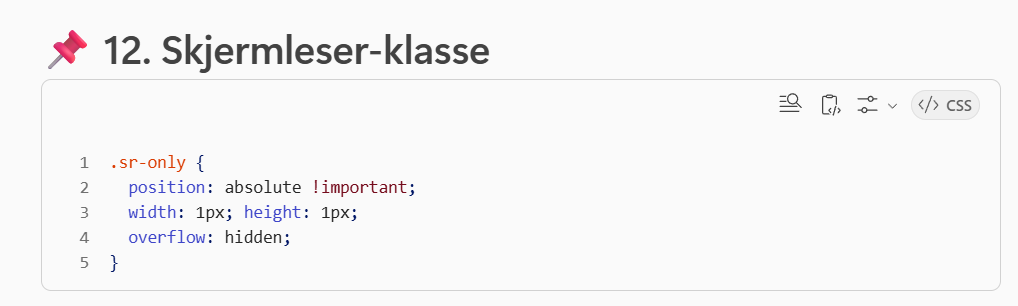 📌 12. Skjermleser-klasse
</> CSS
1 .sr-only {
2   position: absolute !important;
3   width: 1px; height: 1px;
4   overflow: hidden;
5 }